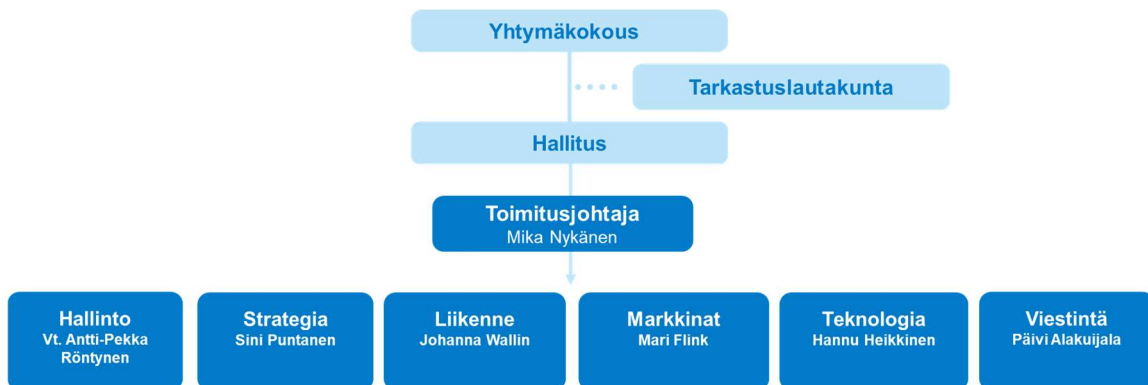 Yhtymäkokous
Tarkastuslautakunta
Hallitus
Toimitusjohtaja
Mika Nykänen
Hallinto
Vt. Antti-Pekka
Röntynen
Strategia
Sini Puntanen
Liikenne
Johanna Wallin
Markkinat
Mari Flink
Teknologia
Hannu Heikkinen
Viestintä
Päivi Alakuijala